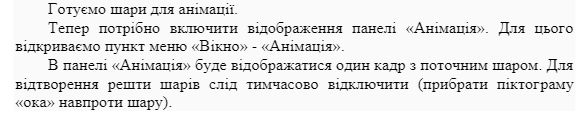 Готуємо шари для анімації.
Тепер потрібно включити відображення панелі «Анімація». Для цього
відкриваємо пункт меню «Вікно» - «Анімація».
В панелі «Анімація» буде відображатися один кадр з поточним шаром. Для
відтворення решти шарів слід тимчасово відключити (прибрати піктограму
«ока» навпроти шару).